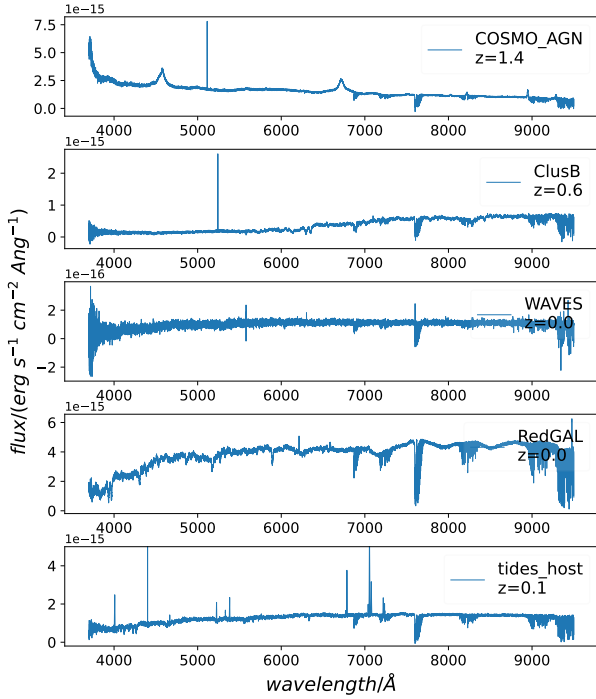 1e−15
7.5
5.0
2.5
0.0
COSMO_AGN
z=1.4
4000 5000 6000 7000 8000 9000
1e−15
2
1
0
ClusB
z=0.6
4000 5000 6000 7000 8000 9000
1e−16
2
0
−2
WAVES
z=0.0
4000 5000 6000 7000 8000 9000
1e−15
6
4
2
0
RedGAL
z=0.0
4000 5000 6000 7000 8000 9000
1e−15
4
2
0
tides_host
z=0.1
4000 5000 6000 7000 8000 9000
flux/(erg s⁻¹ cm⁻² Ang⁻¹)
wavelength/Å